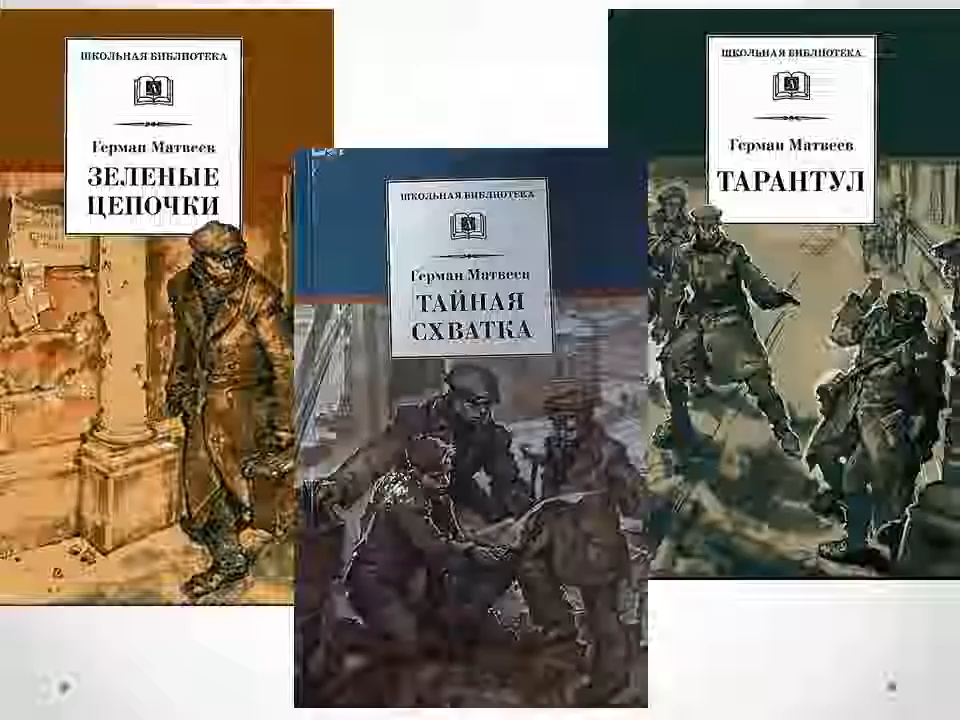 ШКОЛЬНАЯ БИБЛИОТЕКА
Герман Матвеев
ЗЕЛЕНЫЕ
ЦЕПОЧКИ
ШКОЛЬНАЯ БИБЛИОТЕКА
Герман Матвеев
ТАЙНАЯ
СХВАТКА
ШКОЛЬНАЯ БИБЛИОТЕКА
Герман Матвеев
ТАРАНТУЛ